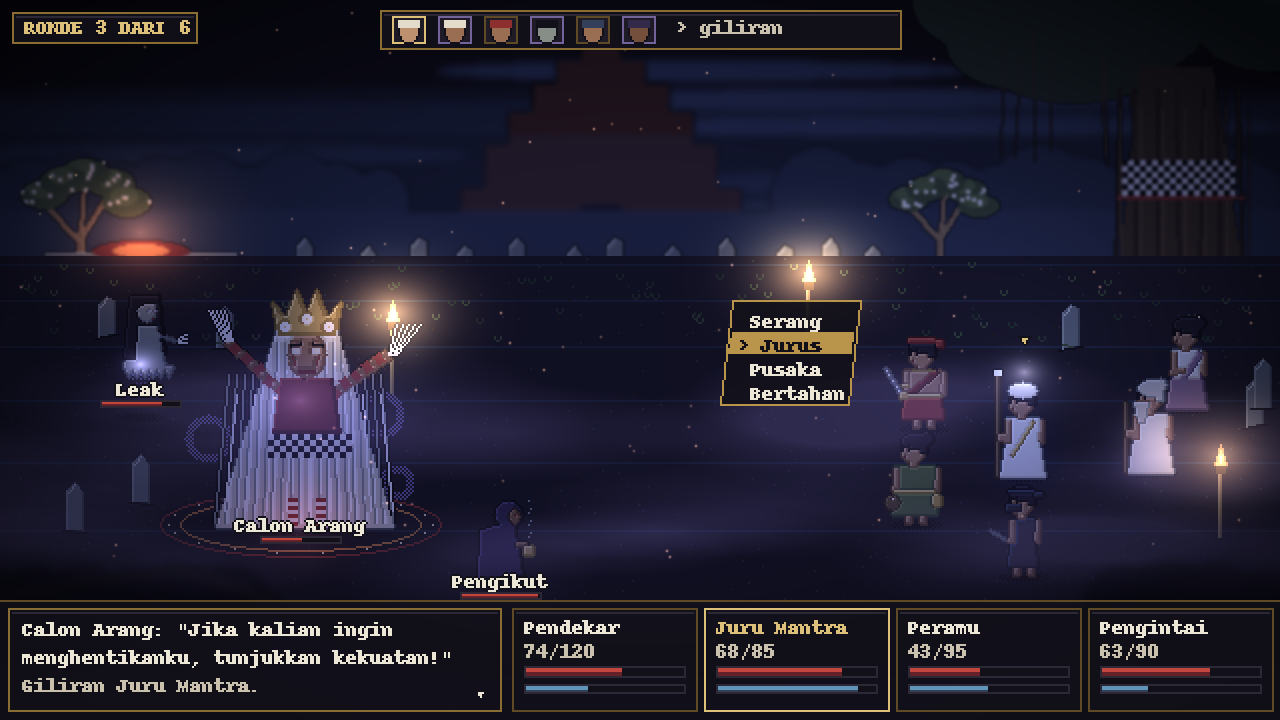 RONDE 3 DARI 6
> giliran
Serang
> Jurus
Pusaka
Bertahan
Leak
Calon Arang
Pengikut
Calon Arang: "Jika kalian ingin
menghentikanku, tunjukkan kekuatan!"
Giliran Juru Mantra.
Pendekar
74/120
Juru Mantra
68/85
Peramu
43/95
Pengintai
63/90